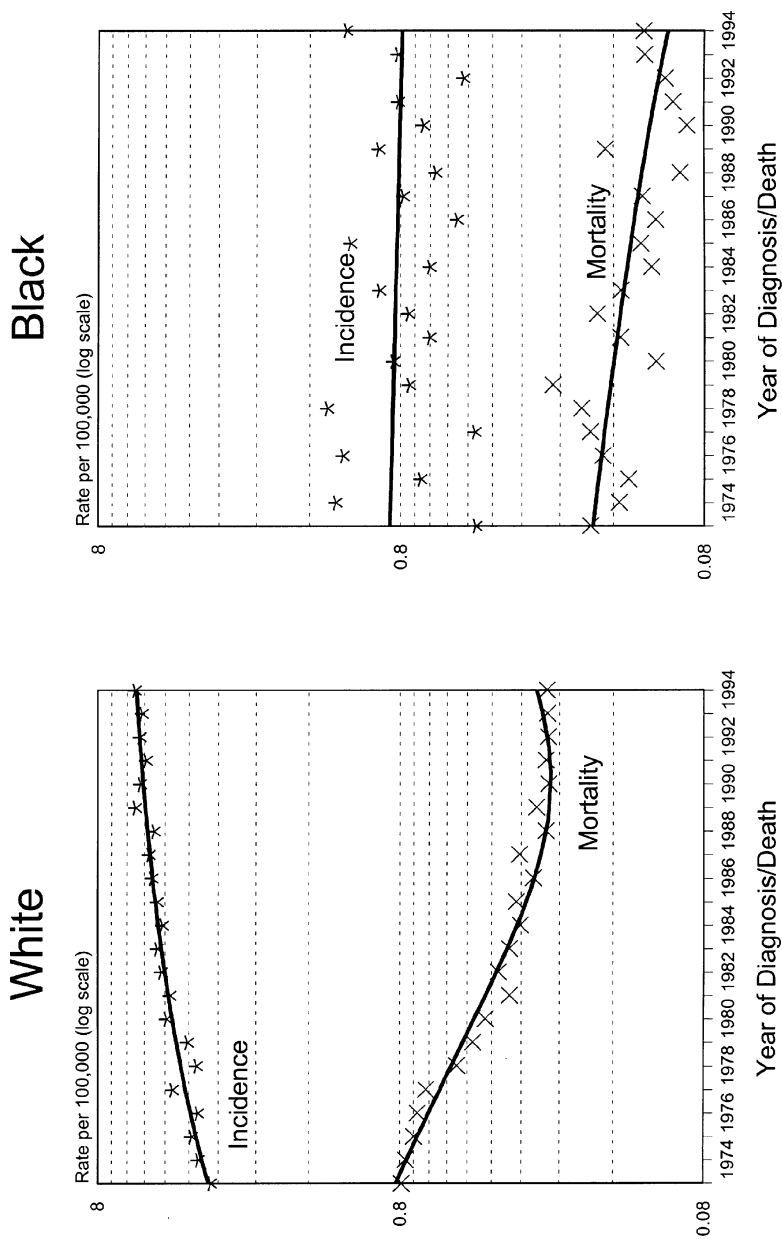 White
Rate per 100,000 (log scale)
8
0.8
0.08
Incidence
Mortality
1974 1976 1978 1980 1982 1984 1986 1988 1990 1992 1994
Year of Diagnosis/Death
Black
Rate per 100,000 (log scale)
8
0.8
0.08
Incidence
Mortality
1974 1976 1978 1980 1982 1984 1986 1988 1990 1992 1994
Year of Diagnosis/Death